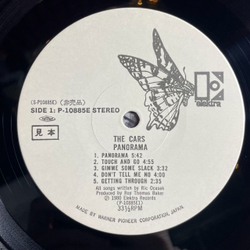 (S-P10885E) (非売品)
SIDE 1: P-10885E STEREO
elektra
見本
THE CARS
PANORAMA
1. PANORAMA 5:42
2. TOUCH AND GO 4:55
3. GIMME SOME SLACK 3:32
4. DON'T TELL ME NO 4:00
5. GETTING THROUGH 2:35
All songs written by Ric Ocasek
Produced by Roy Thomas Baker
℗ 1980 Elektra Records
(P-10885E1)
33⅓RPM
MADE BY WARNER PIONEER CORPORATION, JAPAN